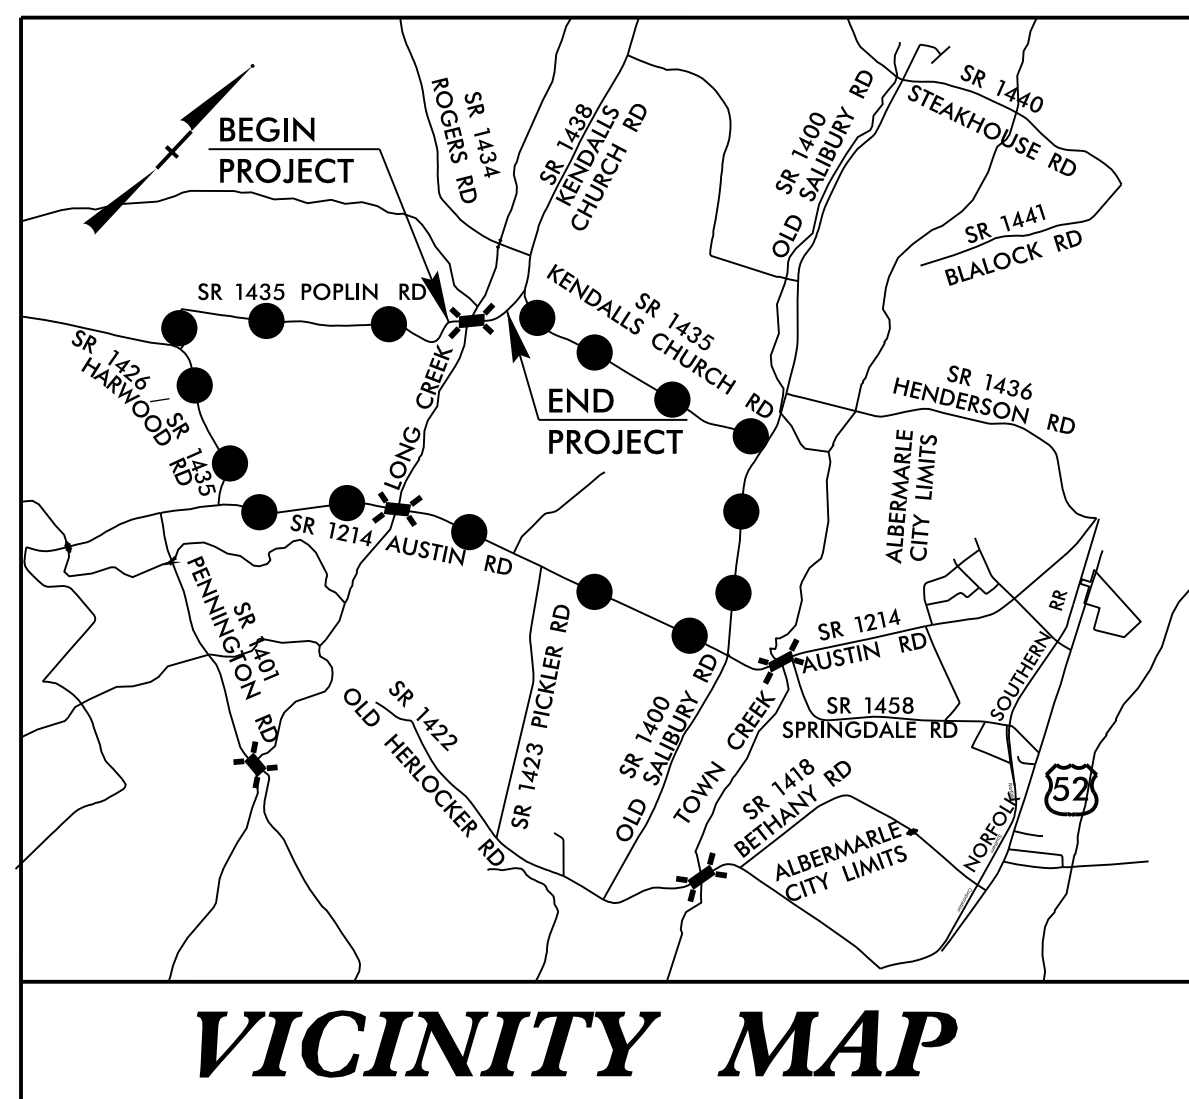 BEGIN
PROJECT
SR 1434
ROGERS RD
SR 1438
KENDALLS
CHURCH RD
SR 1400
OLD SALIBURY RD
SR 1440
STEAKHOUSE RD
SR 1441
BLALOCK RD
SR 1435 POPLIN RD
SR 1435
KENDALLS CHURCH RD
SR 1426 / SR 1435
HARWOOD RD
LONG CREEK
END
PROJECT
SR 1436
HENDERSON RD
ALBERMARLE
CITY LIMITS
SR 1214 AUSTIN RD
SR 1401
PENNINGTON RD
SR 1423 PICKLER RD
SR 1422
OLD HERLOCKER RD
SR 1400
OLD SALIBURY RD
TOWN CREEK
SR 1214
AUSTIN RD
SR 1458
SPRINGDALE RD
SR 1418
BETHANY RD
ALBERMARLE
CITY LIMITS
NORFOLK SOUTHERN RR
52
VICINITY MAP